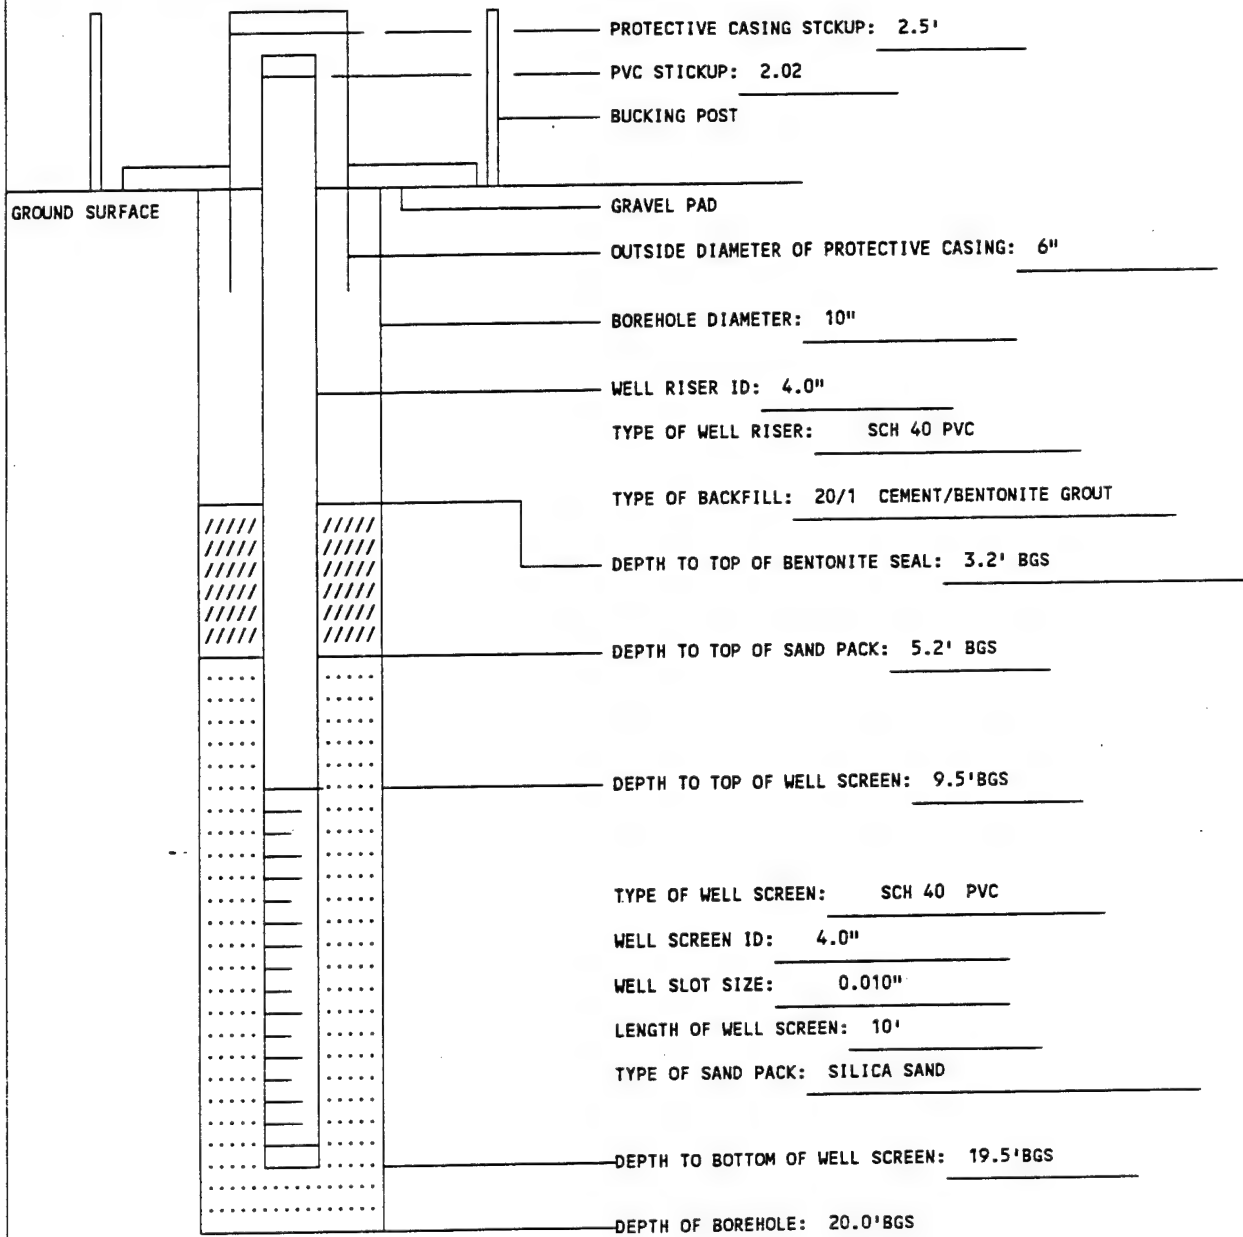 PROTECTIVE CASING STCKUP: 2.5'
PVC STICKUP: 2.02
BUCKING POST
GROUND SURFACE
GRAVEL PAD
OUTSIDE DIAMETER OF PROTECTIVE CASING: 6"
BOREHOLE DIAMETER: 10"
WELL RISER ID: 4.0"
TYPE OF WELL RISER: SCH 40 PVC
TYPE OF BACKFILL: 20/1 CEMENT/BENTONITE GROUT
DEPTH TO TOP OF BENTONITE SEAL: 3.2' BGS
DEPTH TO TOP OF SAND PACK: 5.2' BGS
DEPTH TO TOP OF WELL SCREEN: 9.5'BGS
TYPE OF WELL SCREEN: SCH 40 PVC
WELL SCREEN ID: 4.0"
WELL SLOT SIZE: 0.010"
LENGTH OF WELL SCREEN: 10'
TYPE OF SAND PACK: SILICA SAND
DEPTH TO BOTTOM OF WELL SCREEN: 19.5'BGS
DEPTH OF BOREHOLE: 20.0'BGS